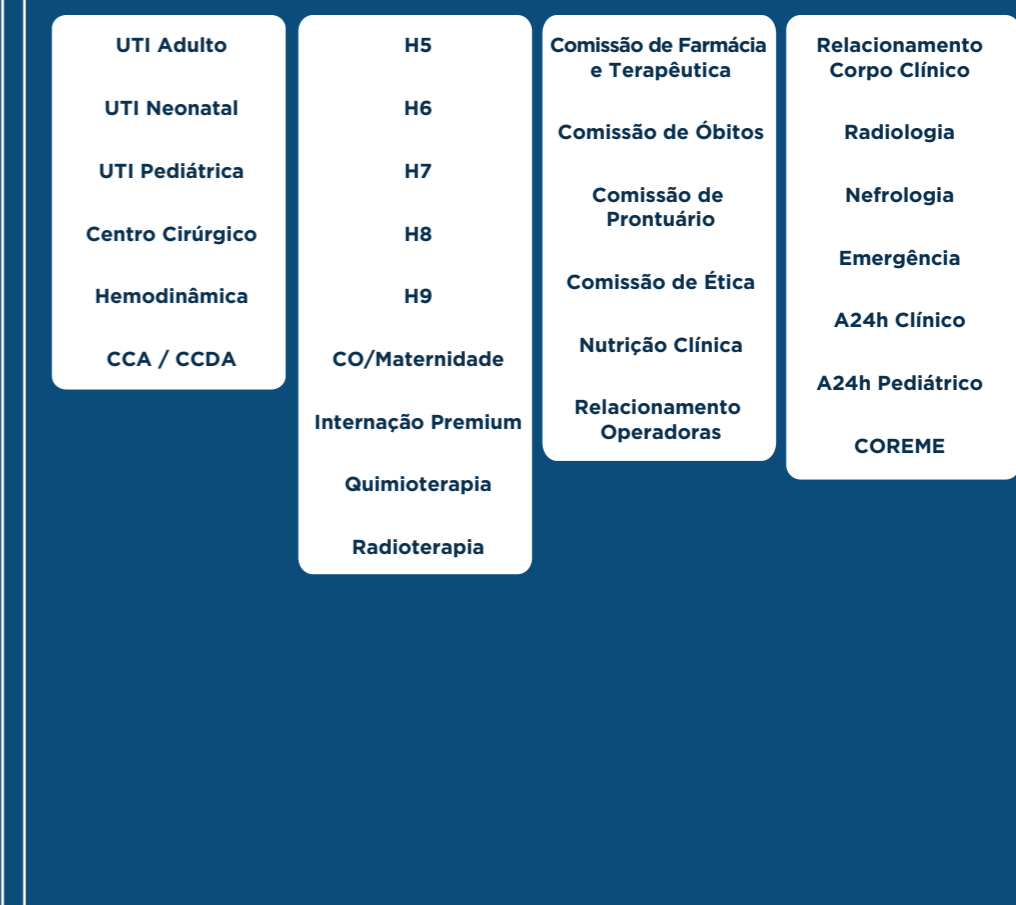 UTI Adulto
UTI Neonatal
UTI Pediátrica
Centro Cirúrgico
Hemodinâmica
CCA / CCDA
H5
H6
H7
H8
H9
CO/Maternidade
Internação Premium
Quimioterapia
Radioterapia
Comissão de Farmácia
e Terapêutica
Comissão de Óbitos
Comissão de
Prontuário
Comissão de Ética
Nutrição Clínica
Relacionamento
Operadoras
Relacionamento
Corpo Clínico
Radiologia
Nefrologia
Emergência
A24h Clínico
A24h Pediátrico
COREME